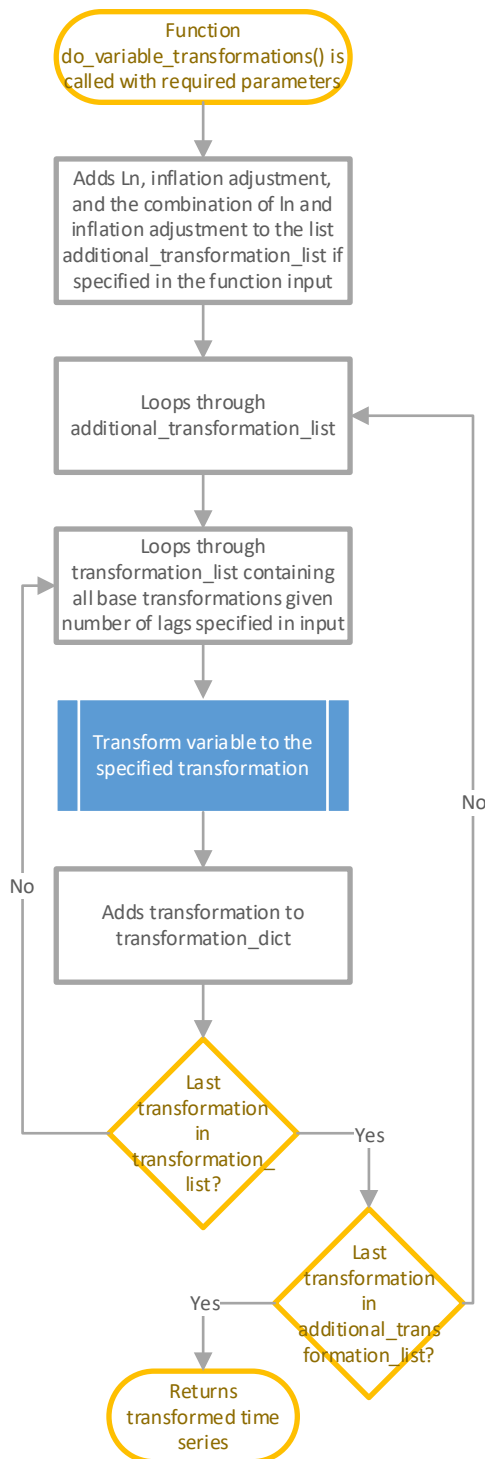 Function
do_variable_transformations() is
called with required parameters
Adds Ln, inflation adjustment,
and the combination of ln and
inflation adjustment to the list
additional_transformation_list if
specified in the function input
Loops through
additional_transformation_list
Loops through
transformation_list containing
all base transformations given
number of lags specified in input
Transform variable to the
specified transformation
No
No
Adds transformation to
transformation_dict
Last
transformation
in
transformation_
list?
Yes
Last
transformation
in
additional_trans
formation_list?
Yes
Returns
transformed time
series